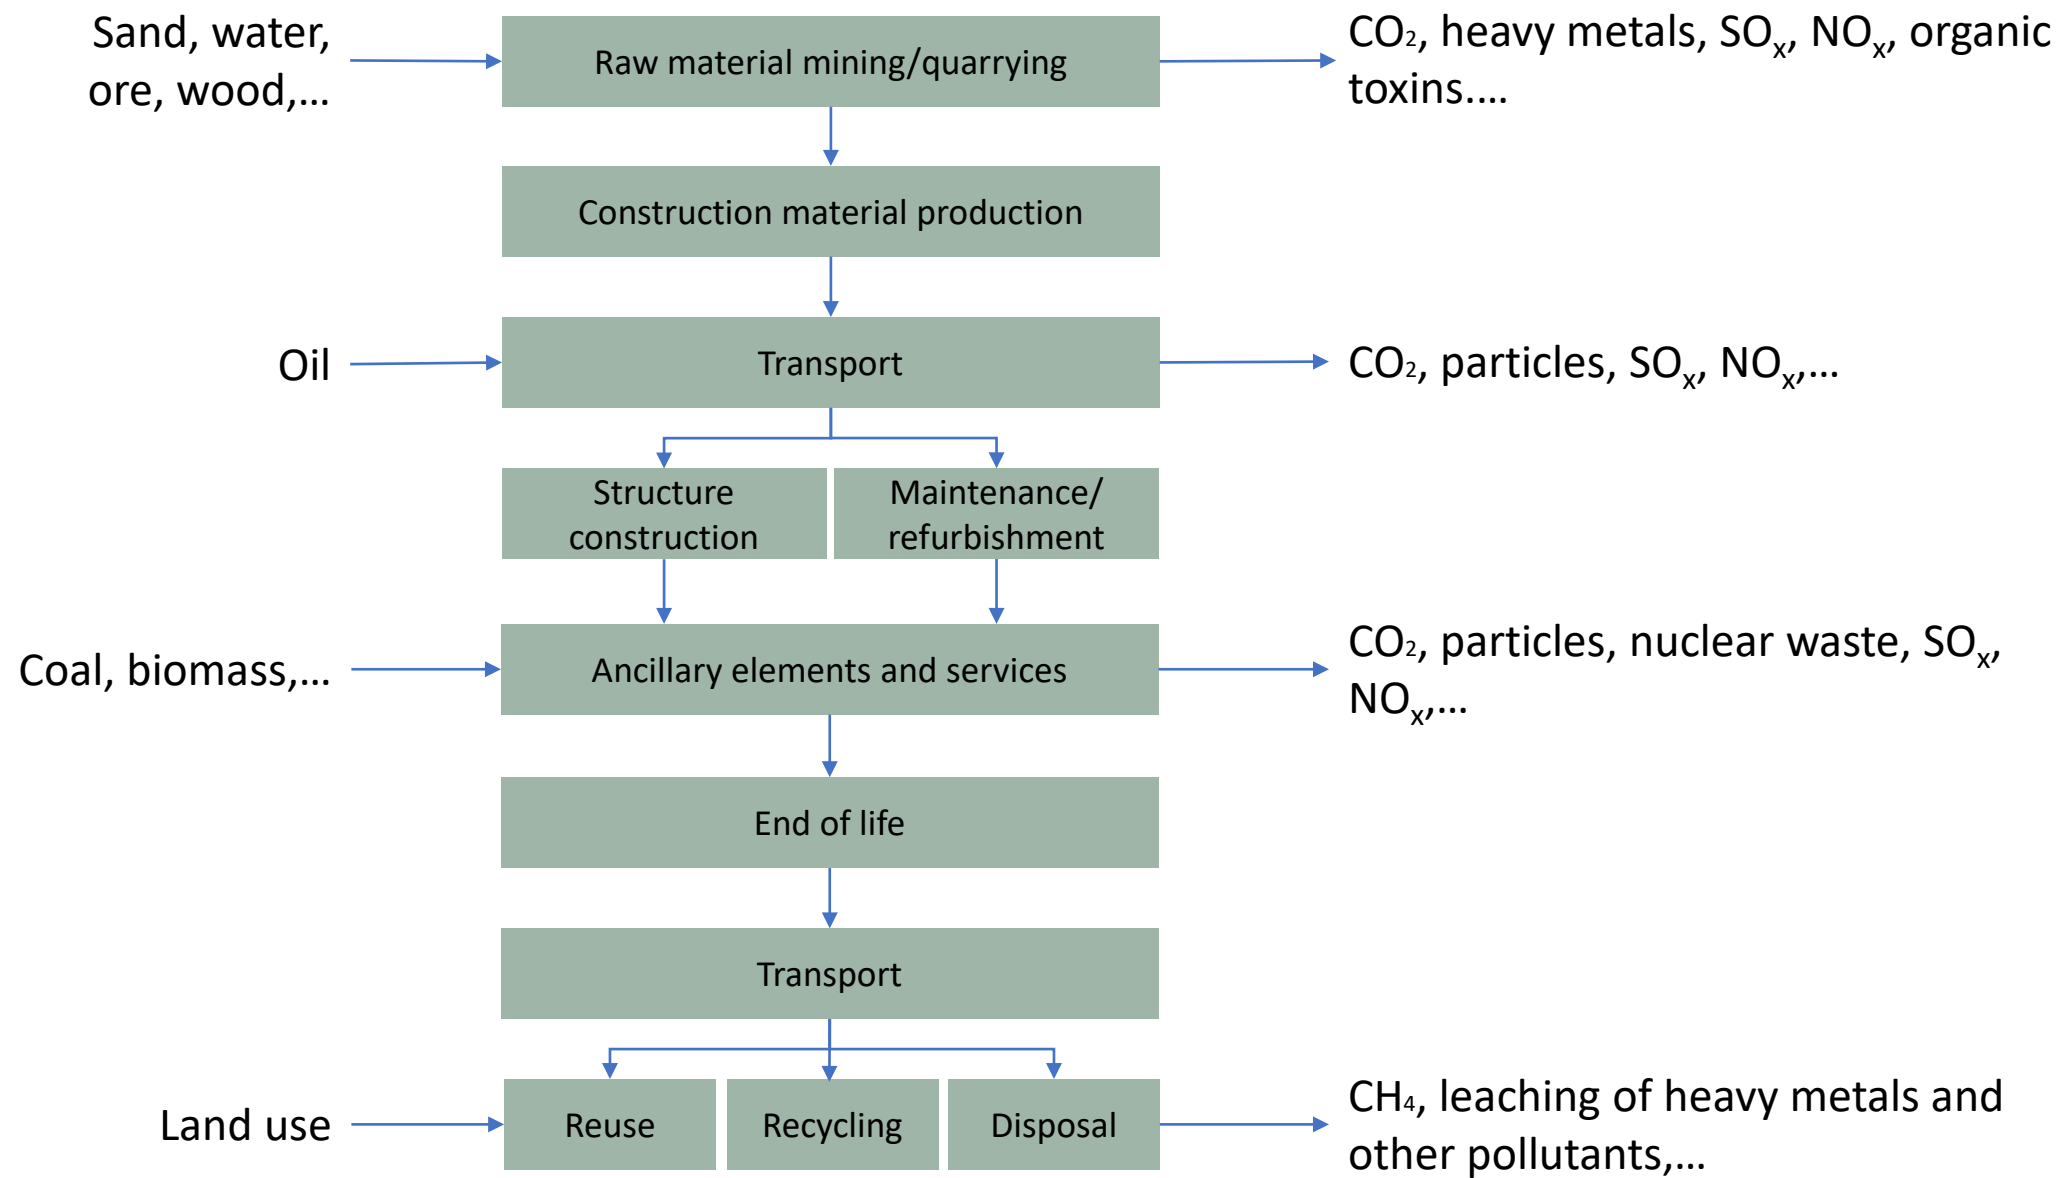 Sand, water,
ore, wood,…
Raw material mining/quarrying
CO₂, heavy metals, SOₓ, NOₓ, organic
toxins.…
Construction material production
Oil
Transport
CO₂, particles, SOₓ, NOₓ,…
Structure
construction
Maintenance/
refurbishment
Coal, biomass,…
Ancillary elements and services
CO₂, particles, nuclear waste, SOₓ,
NOₓ,…
End of life
Transport
Land use
Reuse
Recycling
Disposal
CH₄, leaching of heavy metals and
other pollutants,…